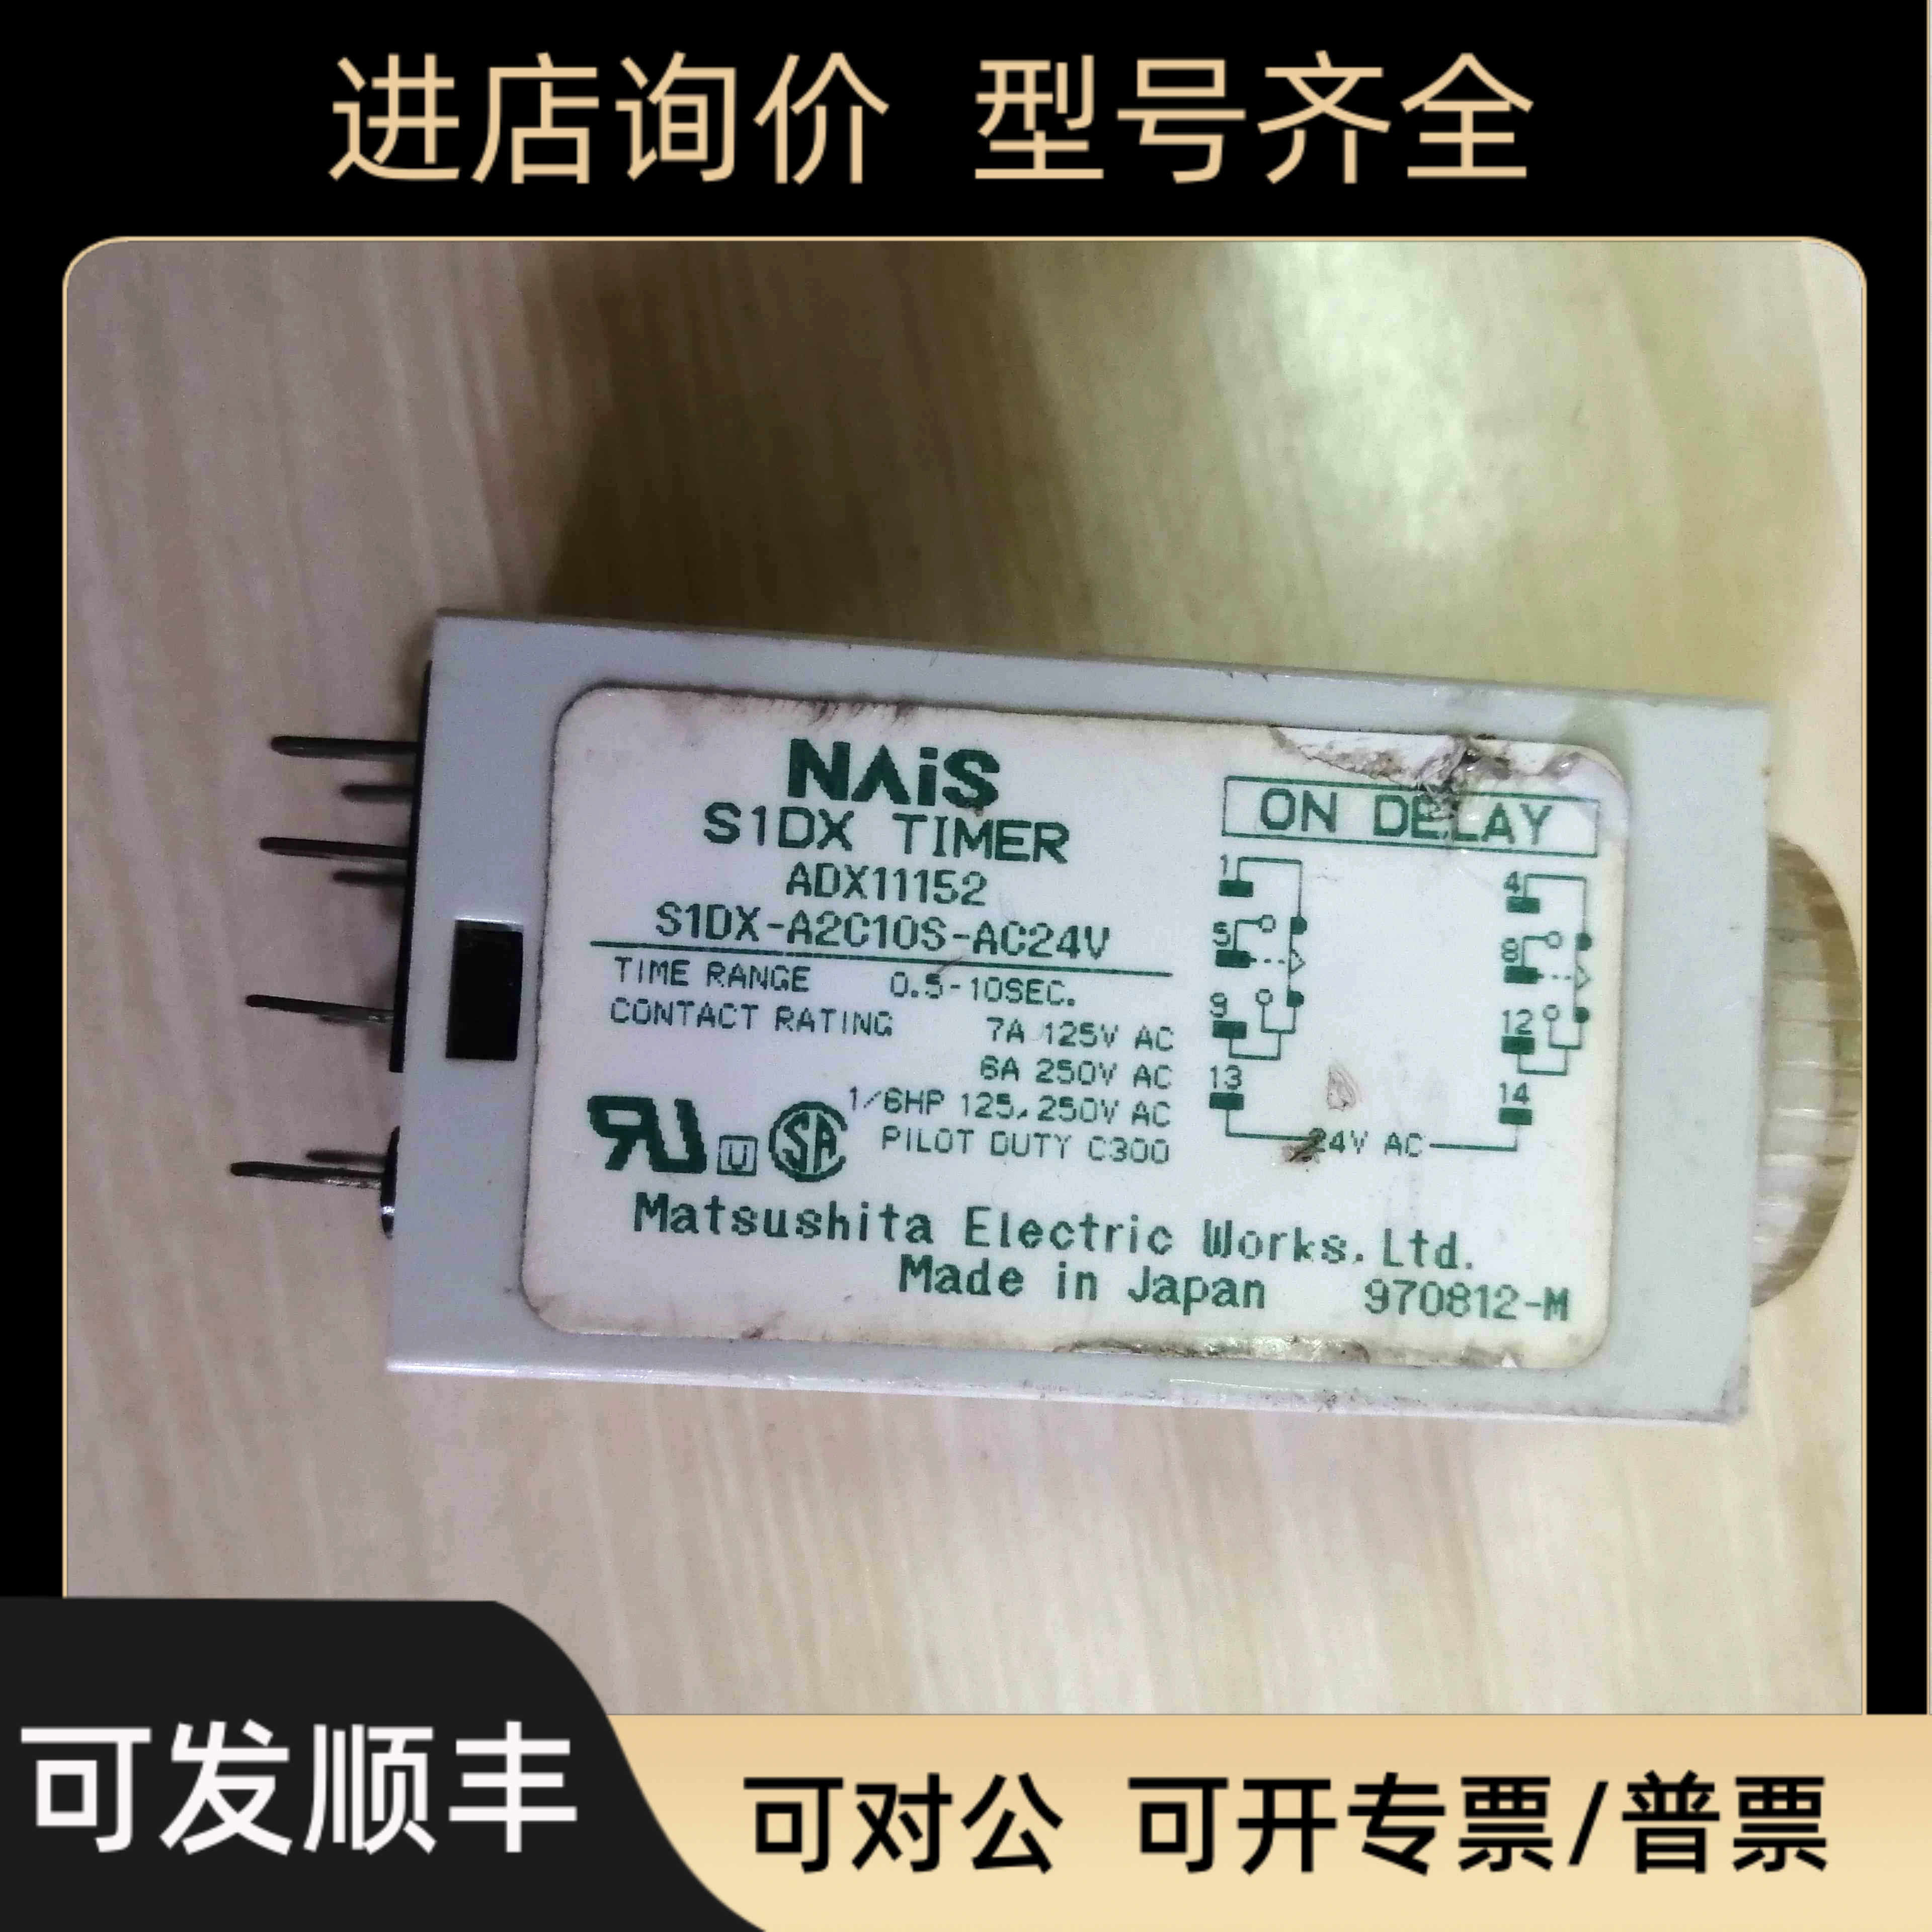 进店询价 型号齐全
NAiS
S1DX TIMER
ADX11152
S1DX-A2C10S-AC24V
TIME RANGE 0.5-10SEC.
CONTACT RATING 7A 125V AC
6A 250V AC
1/6HP 125, 250V AC
PILOT DUTY C300
RU U SA
ON DELAY
1 4
5 8
9 12
13 14
24V AC
Matsushita Electric Works, Ltd.
Made in Japan 970812-M
可发顺丰
可对公 可开专票/普票